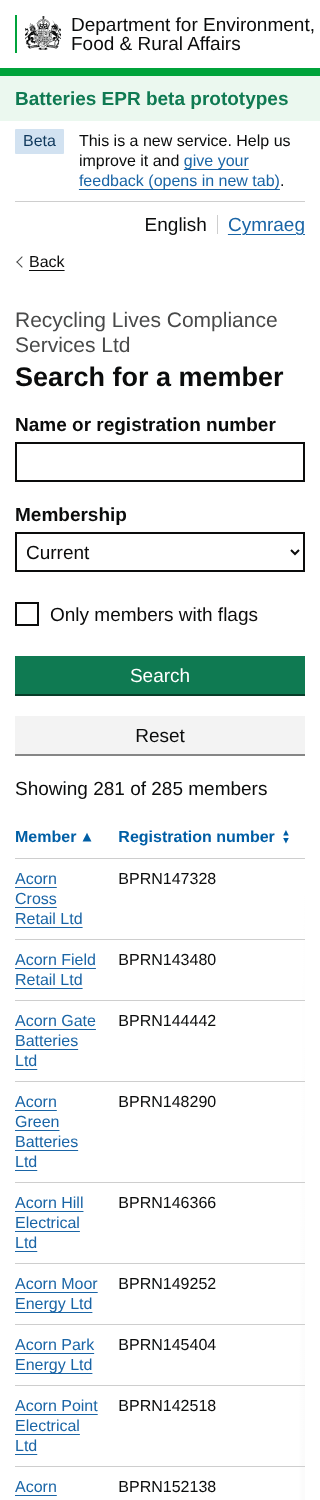 Department for Environment,
Food & Rural Affairs
Batteries EPR beta prototypes
Beta
This is a new service. Help us
improve it and give your
feedback (opens in new tab).
English
Cymraeg
Back
Recycling Lives Compliance
Services Ltd
Search for a member
Name or registration number
Membership
Current
Only members with flags
Search
Reset
Showing 281 of 285 members
Member ▲ Registration number
Acorn BPRN147328
Cross
Retail Ltd
Acorn Field BPRN143480
Retail Ltd
Acorn Gate BPRN144442
Batteries
Ltd
Acorn BPRN148290
Green
Batteries
Ltd
Acorn Hill BPRN146366
Electrical
Ltd
Acorn Moor BPRN149252
Energy Ltd
Acorn Park BPRN145404
Energy Ltd
Acorn Point BPRN142518
Electrical
Ltd
Acorn BPRN152138